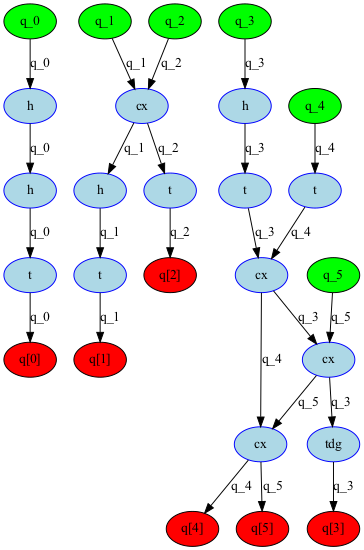 q_0 q_1 q_2 q_3
q_0 q_1 q_2 q_3
h cx h q_4
q_0 q_1 q_2 q_3 q_4
h h t t t
q_0 q_1 q_2 q_3 q_4
t t q[2] cx q_5
q_0 q_1 q_3 q_5
q[0] q[1] q_4 cx
q_5 q_3
cx tdg
q_4 q_5 q_3
q[4] q[5] q[3]